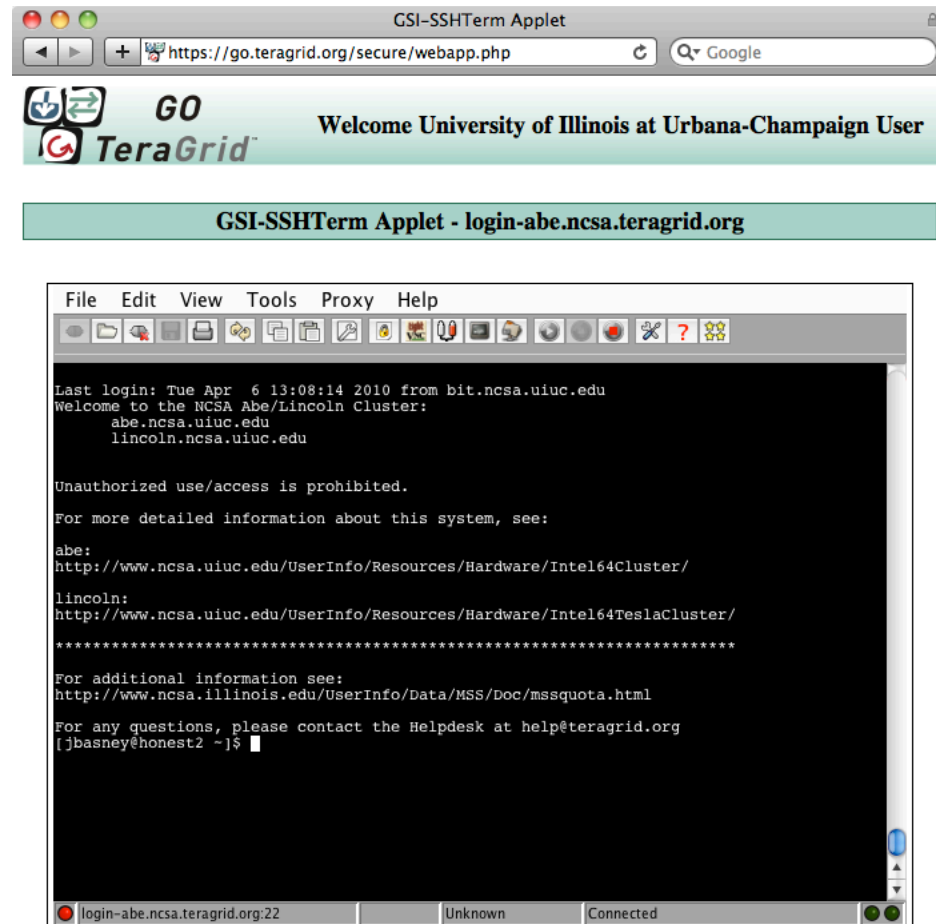 GSI-SSHTerm Applet
https://go.teragrid.org/secure/webapp.php
Google
GO
TeraGrid™
Welcome University of Illinois at Urbana-Champaign User
GSI-SSHTerm Applet - login-abe.ncsa.teragrid.org
File Edit View Tools Proxy Help
Last login: Tue Apr  6 13:08:14 2010 from bit.ncsa.uiuc.edu
Welcome to the NCSA Abe/Lincoln Cluster:
abe.ncsa.uiuc.edu
lincoln.ncsa.uiuc.edu
Unauthorized use/access is prohibited.
For more detailed information about this system, see:
abe:
http://www.ncsa.uiuc.edu/UserInfo/Resources/Hardware/Intel64Cluster/
lincoln:
http://www.ncsa.uiuc.edu/UserInfo/Resources/Hardware/Intel64TeslaCluster/
*************************************************************************
For additional information see:
http://www.ncsa.illinois.edu/UserInfo/Data/MSS/Doc/mssquota.html
For any questions, please contact the Helpdesk at help@teragrid.org
[jbasney@honest2 ~]$
login-abe.ncsa.teragrid.org:22 Unknown Connected